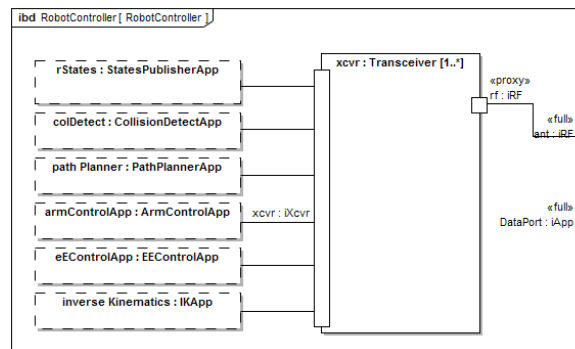 ibd RobotController [ RobotController ]
rStates : StatesPublisherApp
colDetect : CollisionDetectApp
path Planner : PathPlannerApp
armControlApp : ArmControlApp
eEControlApp : EEControlApp
inverse Kinematics : IKApp
xcvr : iXcvr
xcvr : Transceiver [1..*]
«proxy»
rf : iRF
«full»
ant : iRF
«full»
DataPort : iApp